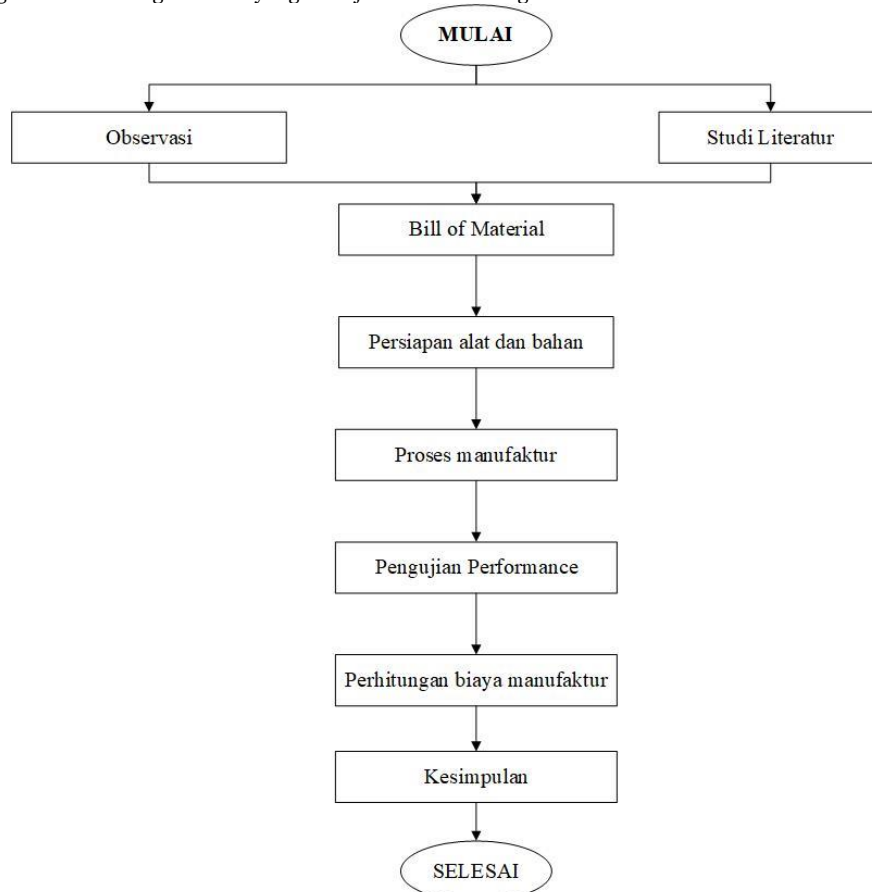 MULAI
Observasi
Studi Literatur
Bill of Material
Persiapan alat dan bahan
Proses manufaktur
Pengujian Performance
Perhitungan biaya manufaktur
Kesimpulan
SELESAI